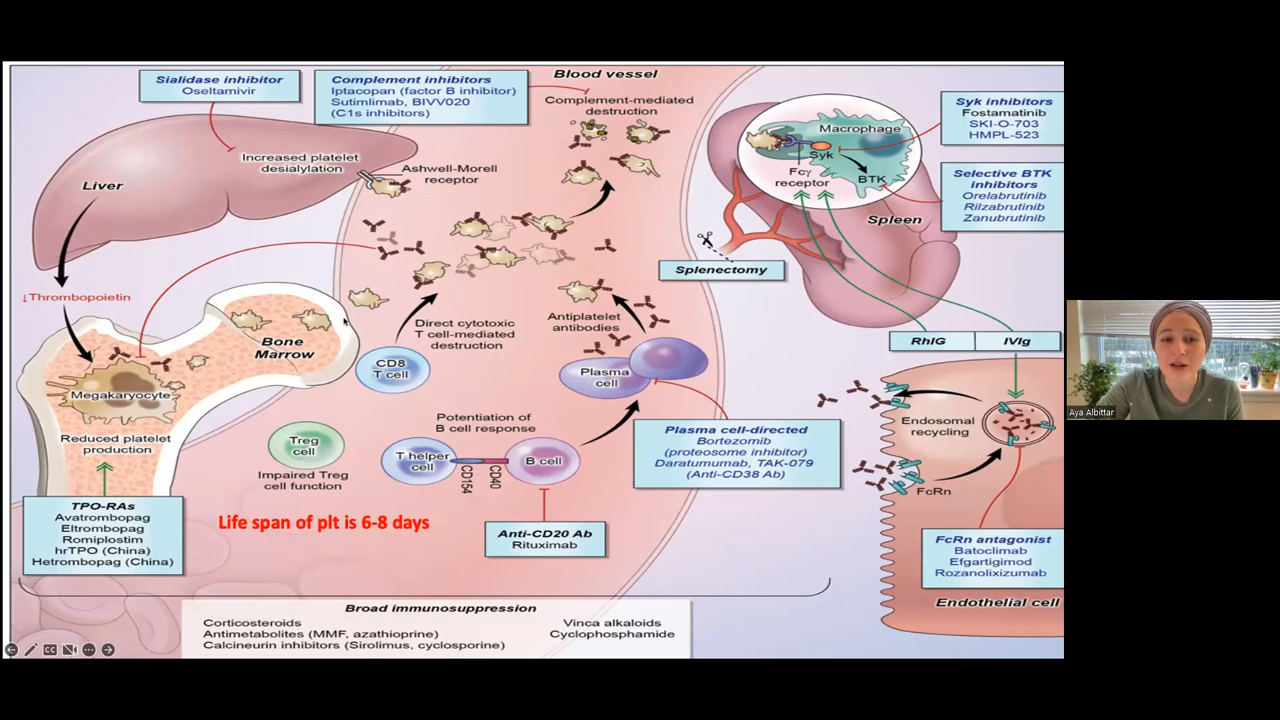 Sialidase inhibitor
Oseltamivir
Complement inhibitors
Iptacopan (factor B inhibitor)
Sutimlimab, BIVV020
(C1s inhibitors)
Blood vessel
Complement-mediated
destruction
Syk inhibitors
Fostamatinib
SKI-O-703
HMPL-523
Macrophage
Syk
Fcγ
receptor
BTK
Selective BTK
inhibitors
Orelabrutinib
Rilzabrutinib
Zanubrutinib
Spleen
Liver
Increased platelet
desialylation
Ashwell-Morell
receptor
Splenectomy
↓Thrombopoietin
Bone
Marrow
Direct cytotoxic
T cell-mediated
destruction
CD8
T cell
Antiplatelet
antibodies
Plasma
cell
RhIG
IVIg
Megakaryocyte
Reduced platelet
production
Treg
cell
Impaired Treg
cell function
Potentiation of
B cell response
T helper
cell
CD154
CD40
B cell
Plasma cell-directed
Bortezomib
(proteosome inhibitor)
Daratumumab, TAK-079
(Anti-CD38 Ab)
Endosomal
recycling
FcRn
TPO-RAs
Avatrombopag
Eltrombopag
Romiplostim
hrTPO (China)
Hetrombopag (China)
Life span of plt is 6-8 days
Anti-CD20 Ab
Rituximab
FcRn antagonist
Batoclimab
Efgartigimod
Rozanolixizumab
Endothelial cell
Broad immunosuppression
Corticosteroids
Antimetabolites (MMF, azathioprine)
Calcineurin inhibitors (Sirolimus, cyclosporine)
Vinca alkaloids
Cyclophosphamide
CC
Aya Albittar